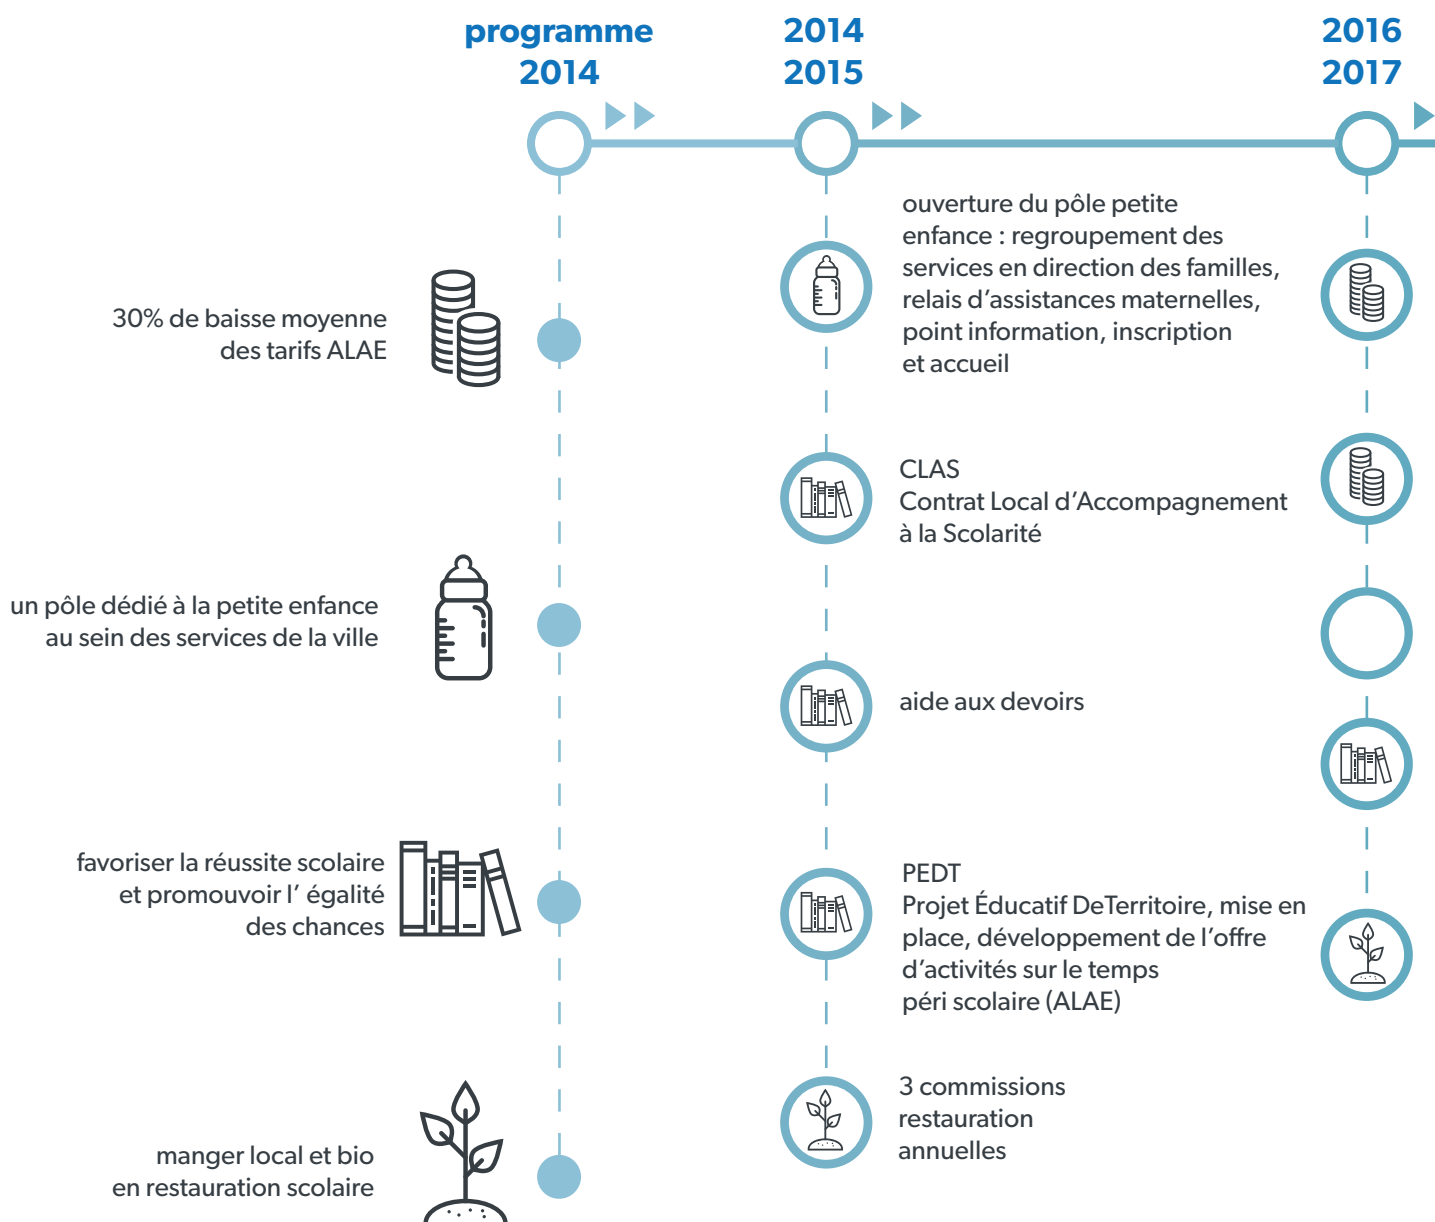 programme
2014
2014
2015
2016
2017
30% de baisse moyenne
des tarifs ALAE
un pôle dédié à la petite enfance
au sein des services de la ville
favoriser la réussite scolaire
et promouvoir l’ égalité
des chances
manger local et bio
en restauration scolaire
ouverture du pôle petite
enfance : regroupement des
services en direction des familles,
relais d’assistances maternelles,
point information, inscription
et accueil
CLAS
Contrat Local d’Accompagnement
à la Scolarité
aide aux devoirs
PEDT
Projet Éducatif DeTerritoire, mise en
place, développement de l’offre
d’activités sur le temps
péri scolaire (ALAE)
3 commissions
restauration
annuelles